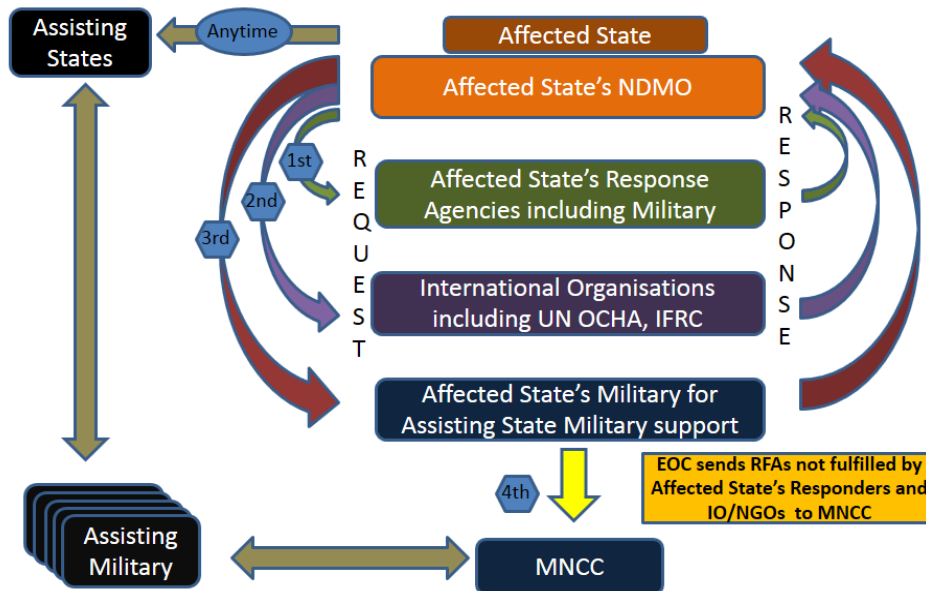 Assisting
States
Anytime
Affected State
Affected State's NDMO
REQUEST
RESPONSE
1st
2nd
3rd
Affected State's Response
Agencies including Military
International Organisations
including UN OCHA, IFRC
Affected State's Military for
Assisting State Military support
4th
EOC sends RFAs not fulfilled by
Affected State's Responders and
IO/NGOs to MNCC
Assisting
Military
MNCC